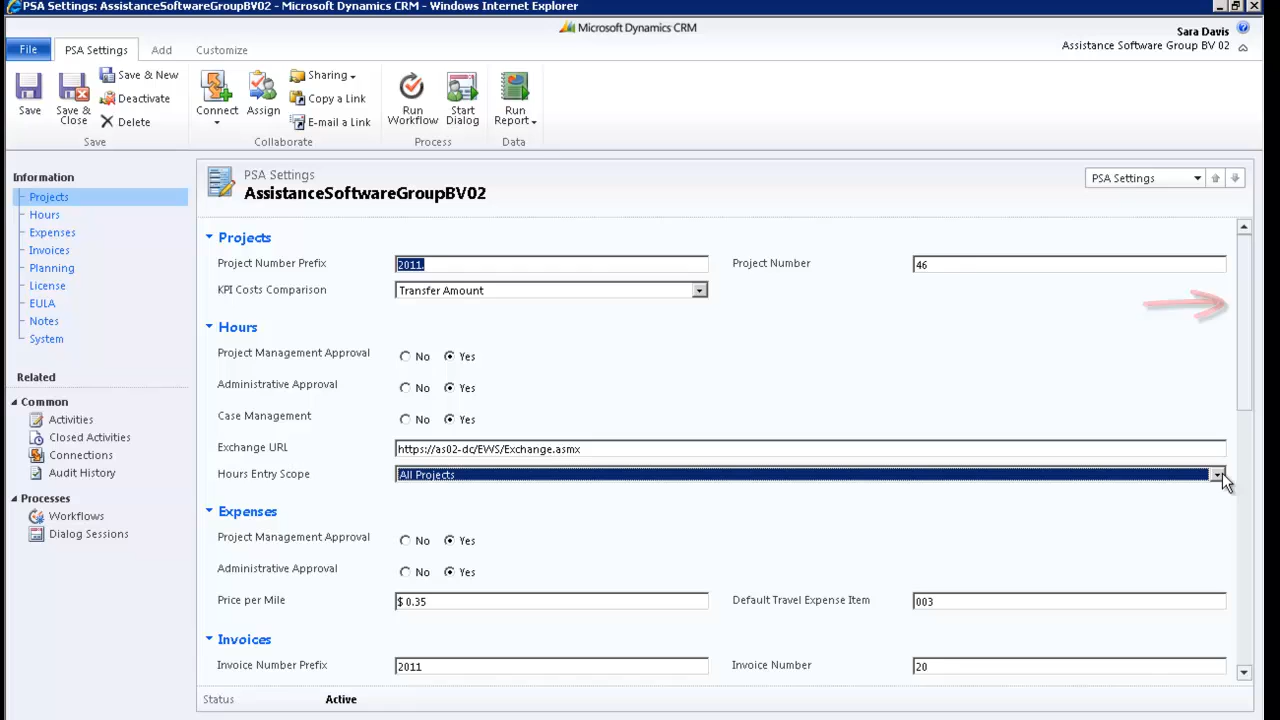 PSA Settings: AssistanceSoftwareGroupBV02 - Microsoft Dynamics CRM - Windows Internet Explorer
Microsoft Dynamics CRM
Sara Davis
Assistance Software Group BV 02
File PSA Settings Add Customize
Save
Save & Close
Save & New
Deactivate
Delete
Save
Connect
Assign
Sharing
Copy a Link
E-mail a Link
Collaborate
Run Workflow
Start Dialog
Process
Run Report
Data
Information
Projects
Hours
Expenses
Invoices
Planning
License
EULA
Notes
System
Related
Common
Activities
Closed Activities
Connections
Audit History
Processes
Workflows
Dialog Sessions
PSA Settings
AssistanceSoftwareGroupBV02
PSA Settings
Projects
Project Number Prefix 2011. Project Number 46
KPI Costs Comparison Transfer Amount
Hours
Project Management Approval No Yes
Administrative Approval No Yes
Case Management No Yes
Exchange URL https://as02-dc/EWS/Exchange.asmx
Hours Entry Scope All Projects
Expenses
Project Management Approval No Yes
Administrative Approval No Yes
Price per Mile $ 0.35 Default Travel Expense Item 003
Invoices
Invoice Number Prefix 2011 Invoice Number 20
Status Active